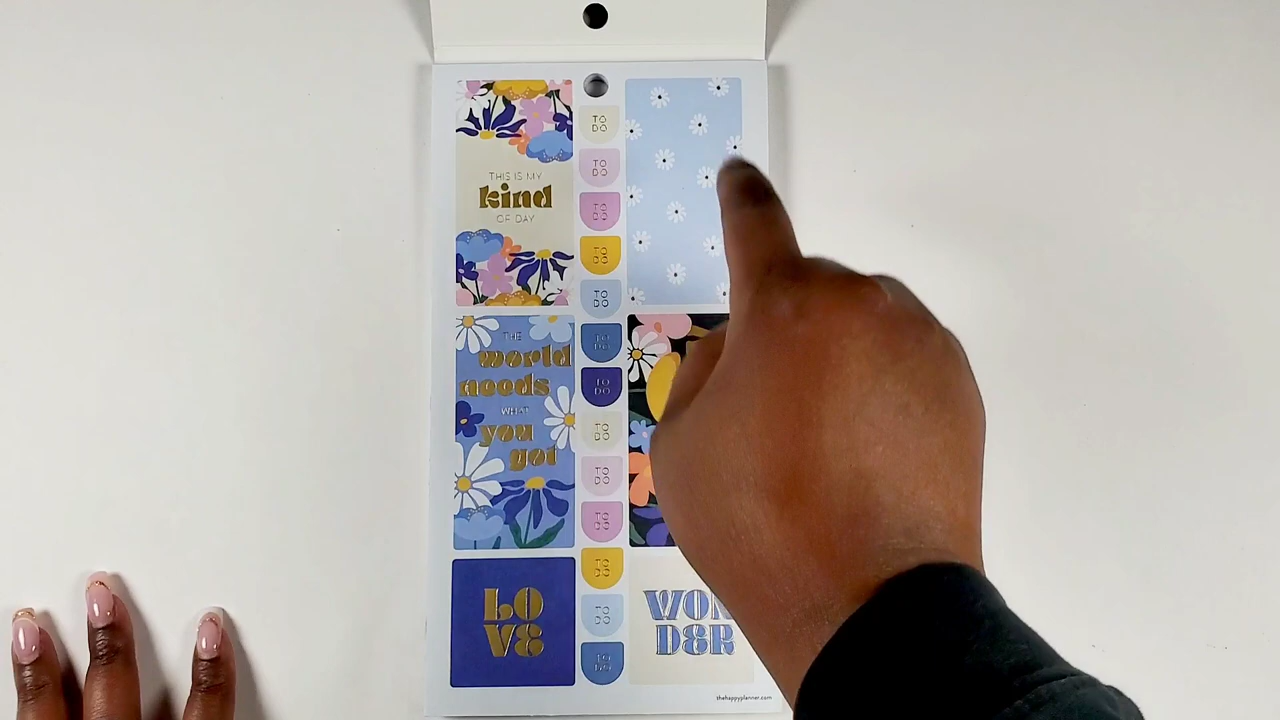 THIS IS MY
kind
OF DAY
THE
world
needs
WHAT
you
got
LO
VE
TO
DO
TO
DO
TO
DO
TO
DO
TO
DO
TO
DO
TO
DO
TO
DO
TO
DO
TO
DO
TO
DO
TO
DO
TO
DO
WON
DER
thehappyplanner.com